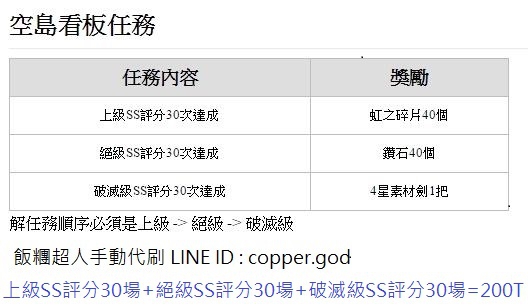 空島看板任務
任務內容 獎勵
上級SS評分30次達成 虹之碎片40個
絕級SS評分30次達成 鑽石40個
破滅級SS評分30次達成 4星素材劍1把
解任務順序必須是上級 -> 絕級 -> 破滅級
飯糰超人手動代刷 LINE ID : copper.god
上級SS評分30場+絕級SS評分30場+破滅級SS評分30場=200T